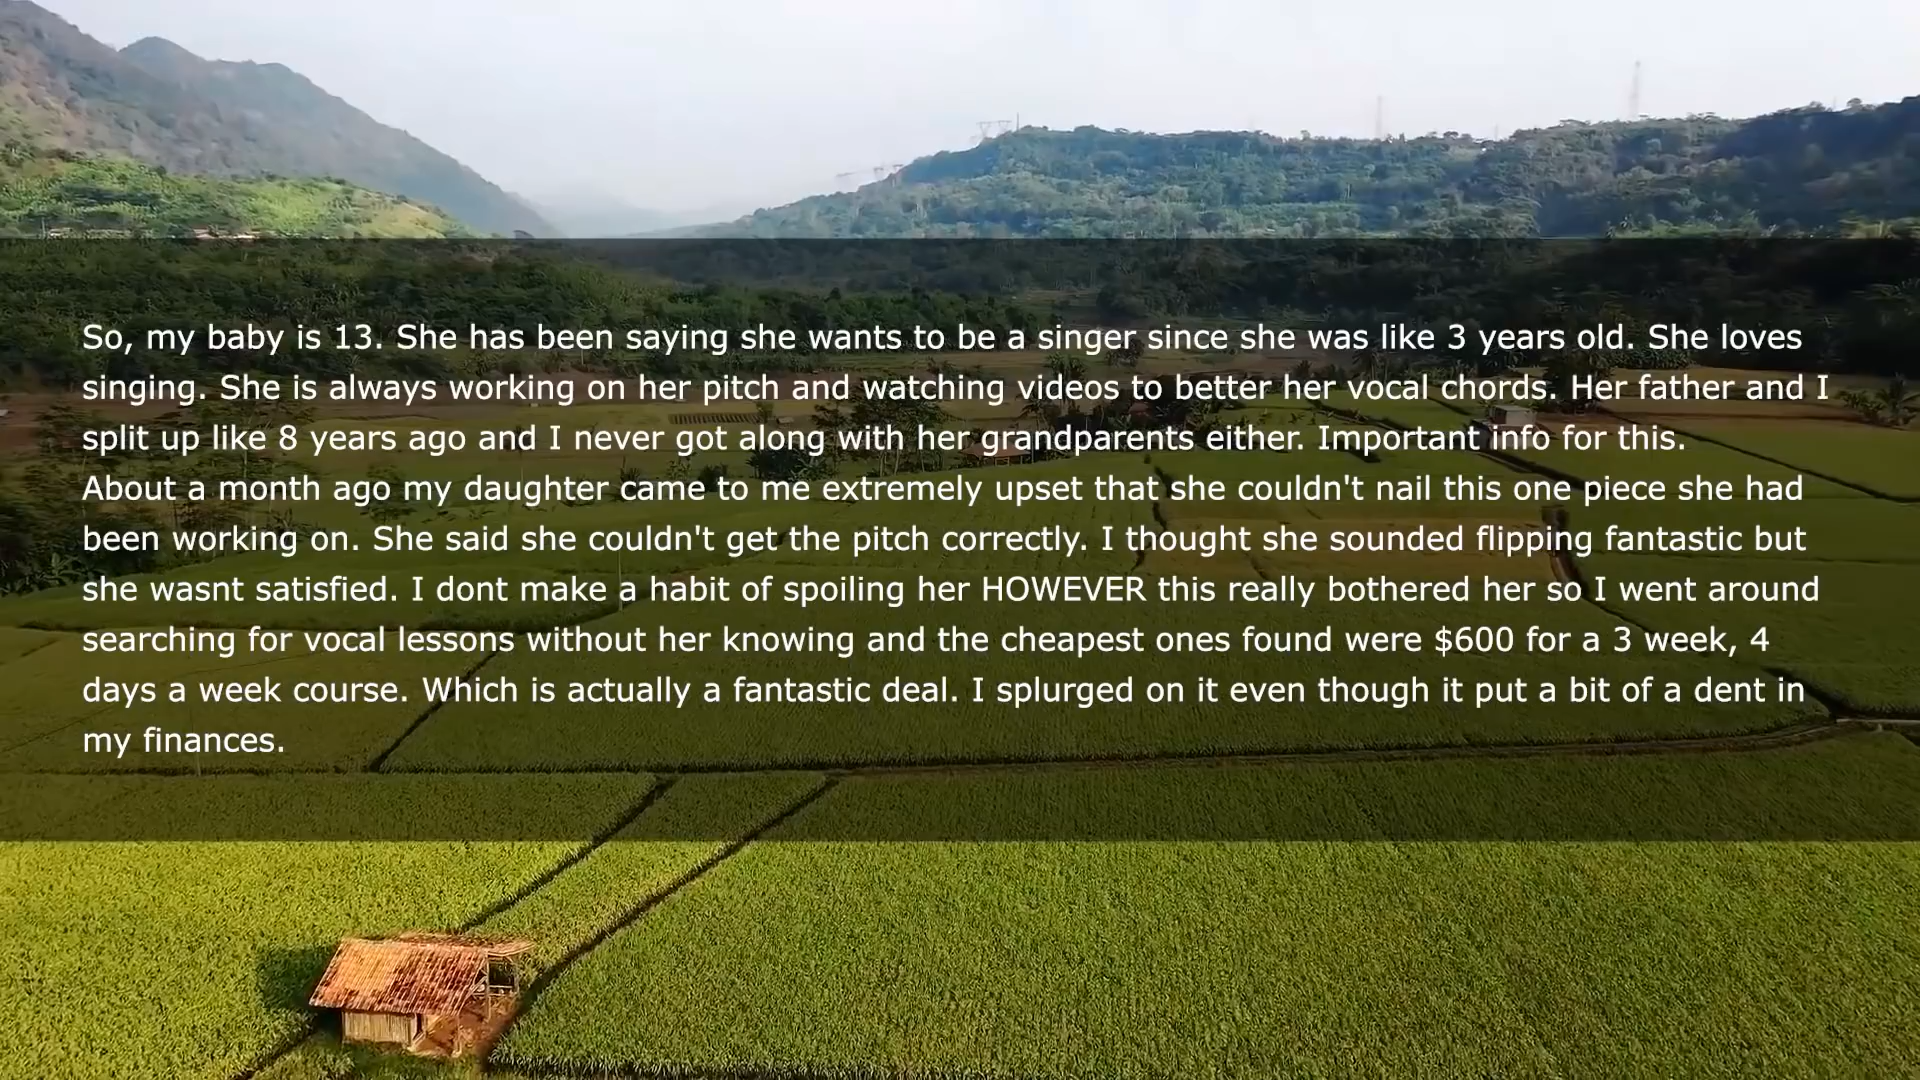 So, my baby is 13. She has been saying she wants to be a singer since she was like 3 years old. She loves
singing. She is always working on her pitch and watching videos to better her vocal chords. Her father and I
split up like 8 years ago and I never got along with her grandparents either. Important info for this.
About a month ago my daughter came to me extremely upset that she couldn't nail this one piece she had
been working on. She said she couldn't get the pitch correctly. I thought she sounded flipping fantastic but
she wasnt satisfied. I dont make a habit of spoiling her HOWEVER this really bothered her so I went around
searching for vocal lessons without her knowing and the cheapest ones found were $600 for a 3 week, 4
days a week course. Which is actually a fantastic deal. I splurged on it even though it put a bit of a dent in
my finances.